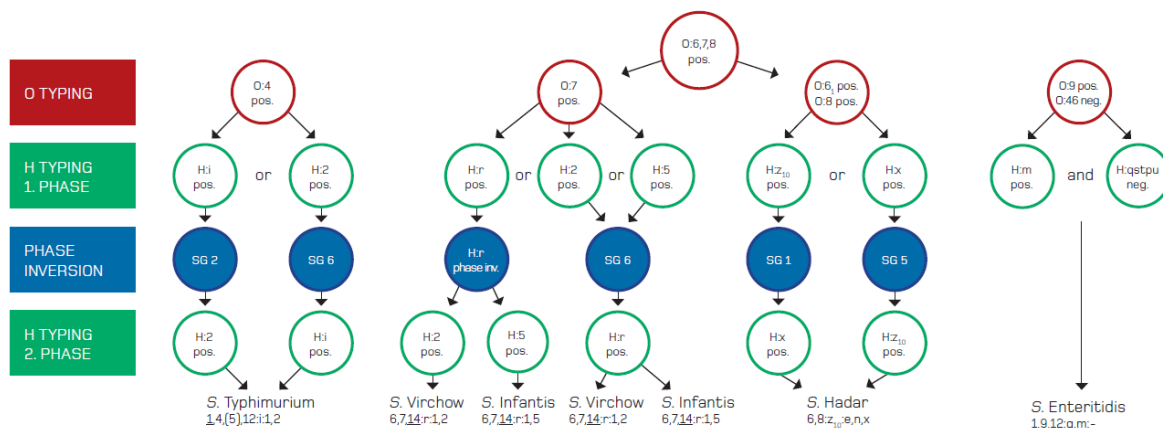 O:6,7,8
pos.
O TYPING
O:4
pos.
O:7
pos.
O:6₁ pos.
O:8 pos.
O:9 pos.
O:46 neg.
H TYPING
1. PHASE
H:i
pos.
or
H:2
pos.
H:r
pos.
or
H:2
pos.
or
H:5
pos.
H:z₁₀
pos.
or
H:x
pos.
H:m
pos.
and
H:qstpu
neg.
PHASE
INVERSION
SG 2
SG 6
H:r
phase inv.
SG 6
SG 1
SG 5
H TYPING
2. PHASE
H:2
pos.
H:i
pos.
H:2
pos.
H:5
pos.
H:r
pos.
H:x
pos.
H:z₁₀
pos.
S. Typhimurium
1,4,(5),12:i:1,2
S. Virchow
6,7,14:r:1,2
S. Infantis
6,7,14:r:1,5
S. Virchow
6,7,14:r:1,2
S. Infantis
6,7,14:r:1,5
S. Hadar
6,8:z₁₀:e,n,x
S. Enteritidis
1,9,12:g,m:-